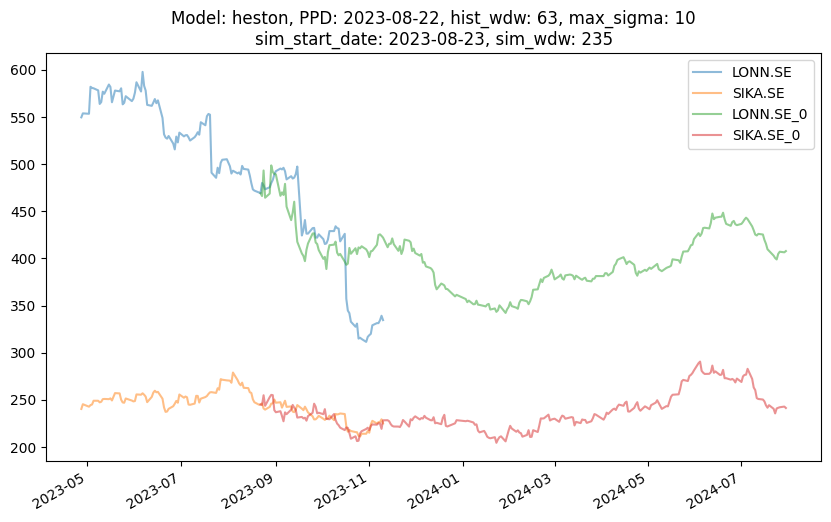 Model: heston, PPD: 2023-08-22, hist_wdw: 63, max_sigma: 10
sim_start_date: 2023-08-23, sim_wdw: 235
LONN.SE
SIKA.SE
LONN.SE_0
SIKA.SE_0
600
550
500
450
400
350
300
250
200
2023-05
2023-07
2023-09
2023-11
2024-01
2024-03
2024-05
2024-07